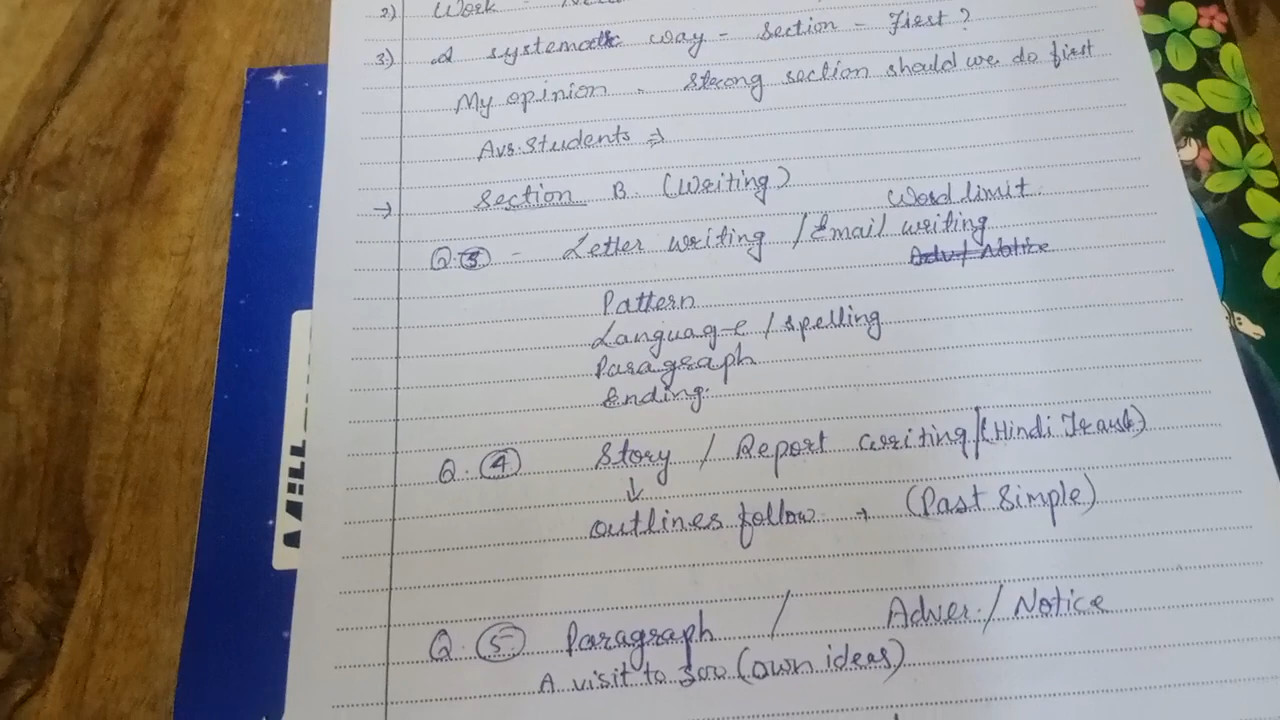 2.) Work -
3.) A systematic way - Section - First ?
My opinion - Strong section should we do first
Avg. Students ⇒
→ Section B. (Writing)
Word limit
Q. 3 - Letter writing / Email writing
Adv. / Notice
Pattern
Language / spelling
Paragraph
Ending.
Q. 4 Story / Report writing / (Hindi Trans.)
↓
outlines follow → (Past Simple)
Q. 5 Paragraph / Adver. / Notice
A visit to zoo (own ideas)